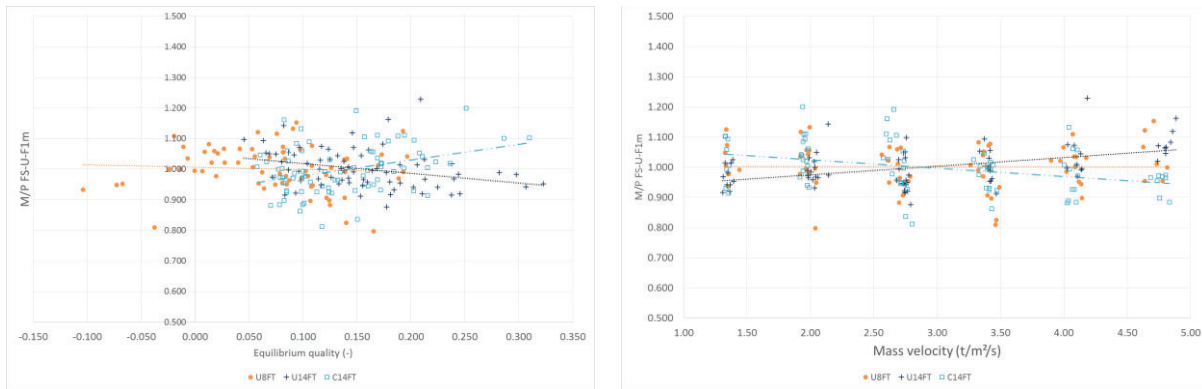 1.500
1.400
1.300
1.200
1.100
1.000
0.900
0.800
0.700
0.600
0.500
M/P FS-U-F1m
-0.150 -0.100 -0.050 0.000 0.050 0.100 0.150 0.200 0.250 0.300 0.350
Equilibrium quality (-)
U8FT U14FT C14FT
1.500
1.400
1.300
1.200
1.100
1.000
0.900
0.800
0.700
0.600
0.500
M/P FS-U-F1m
1.00 1.50 2.00 2.50 3.00 3.50 4.00 4.50 5.00
Mass velocity (t/m²/s)
U8FT U14FT C14FT